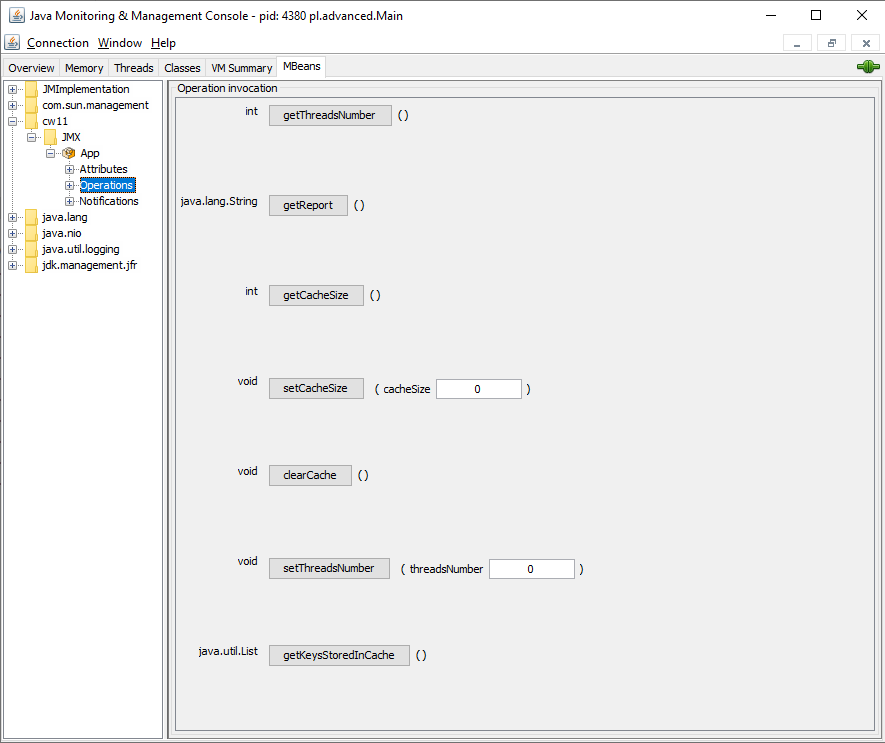 Java Monitoring & Management Console - pid: 4380 pl.advanced.Main
Connection Window Help
Overview Memory Threads Classes VM Summary MBeans
JMImplementation
com.sun.management
cw11
JMX
App
Attributes
Operations
Notifications
java.lang
java.nio
java.util.logging
jdk.management.jfr
Operation invocation
int getThreadsNumber ( )
java.lang.String getReport ( )
int getCacheSize ( )
void setCacheSize ( cacheSize 0 )
void clearCache ( )
void setThreadsNumber ( threadsNumber 0 )
java.util.List getKeysStoredInCache ( )